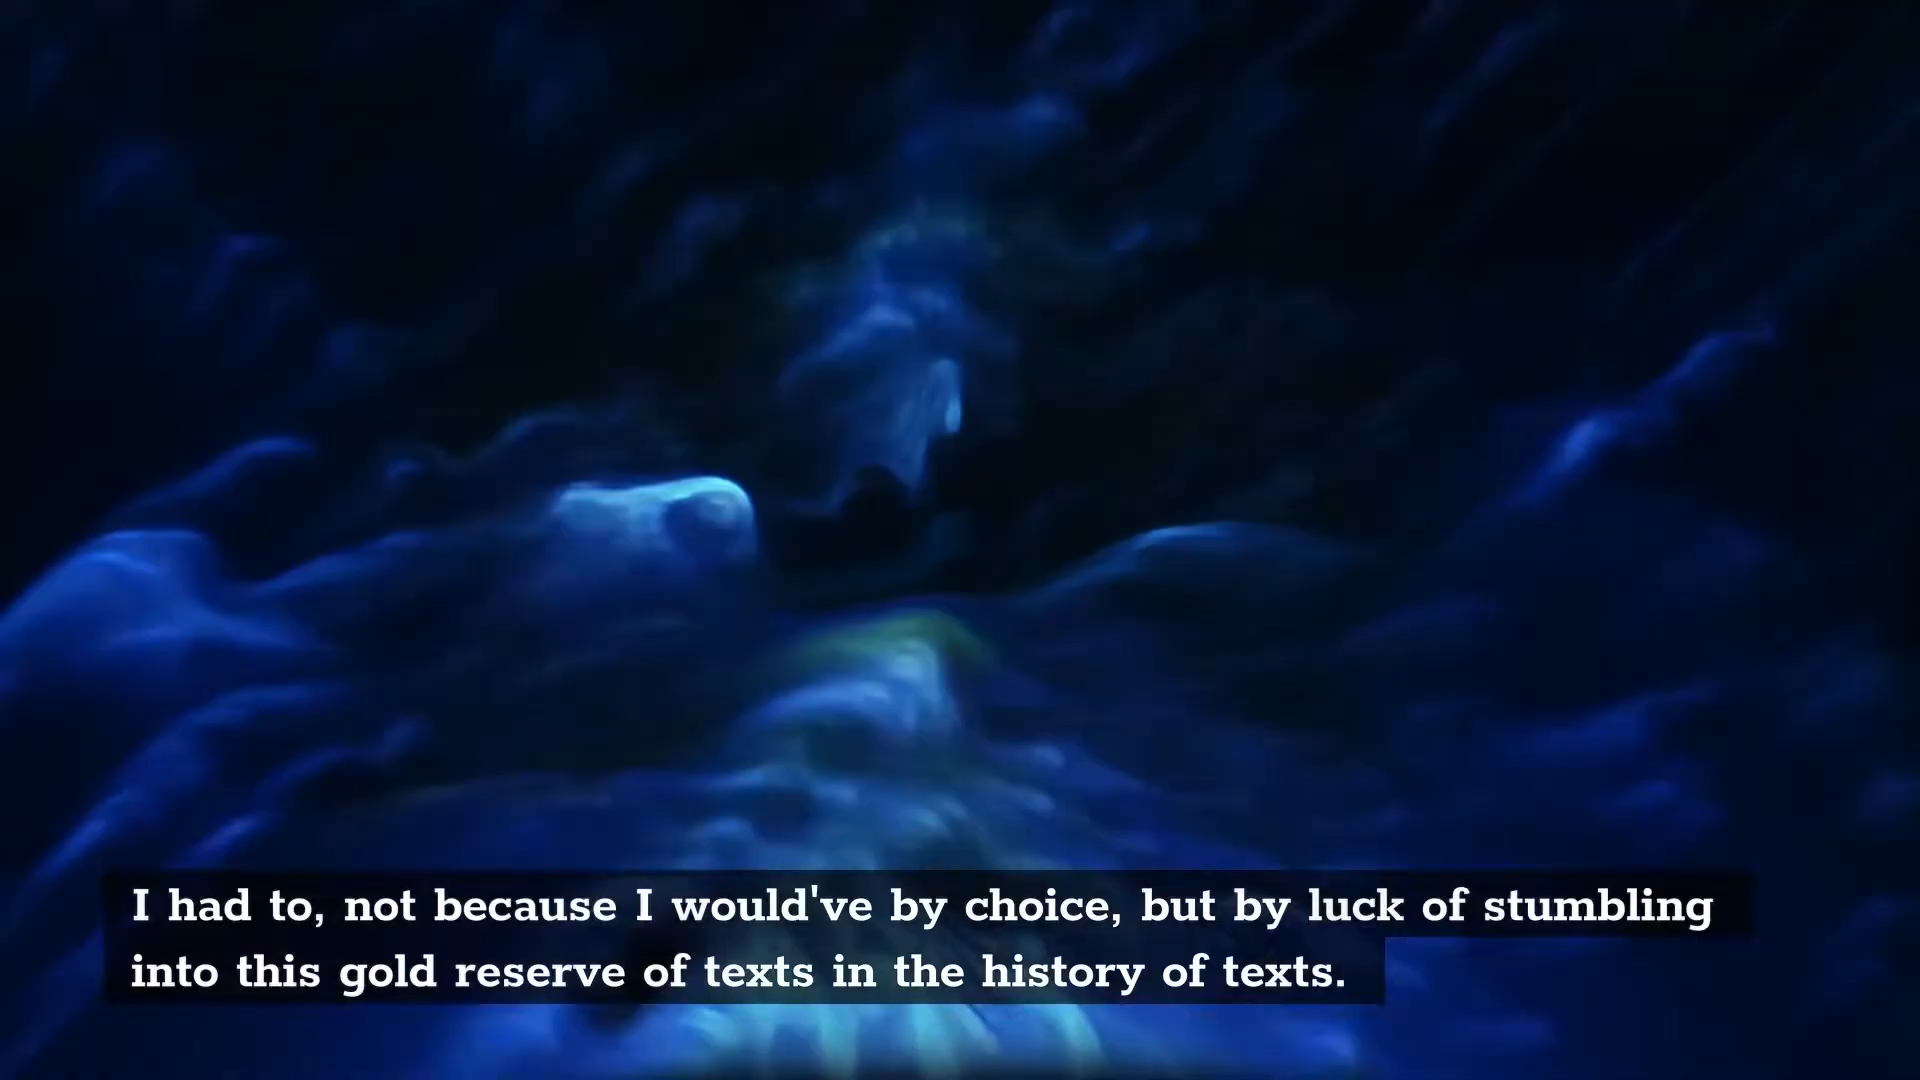 I had to, not because I would've by choice, but by luck of stumbling
into this gold reserve of texts in the history of texts.